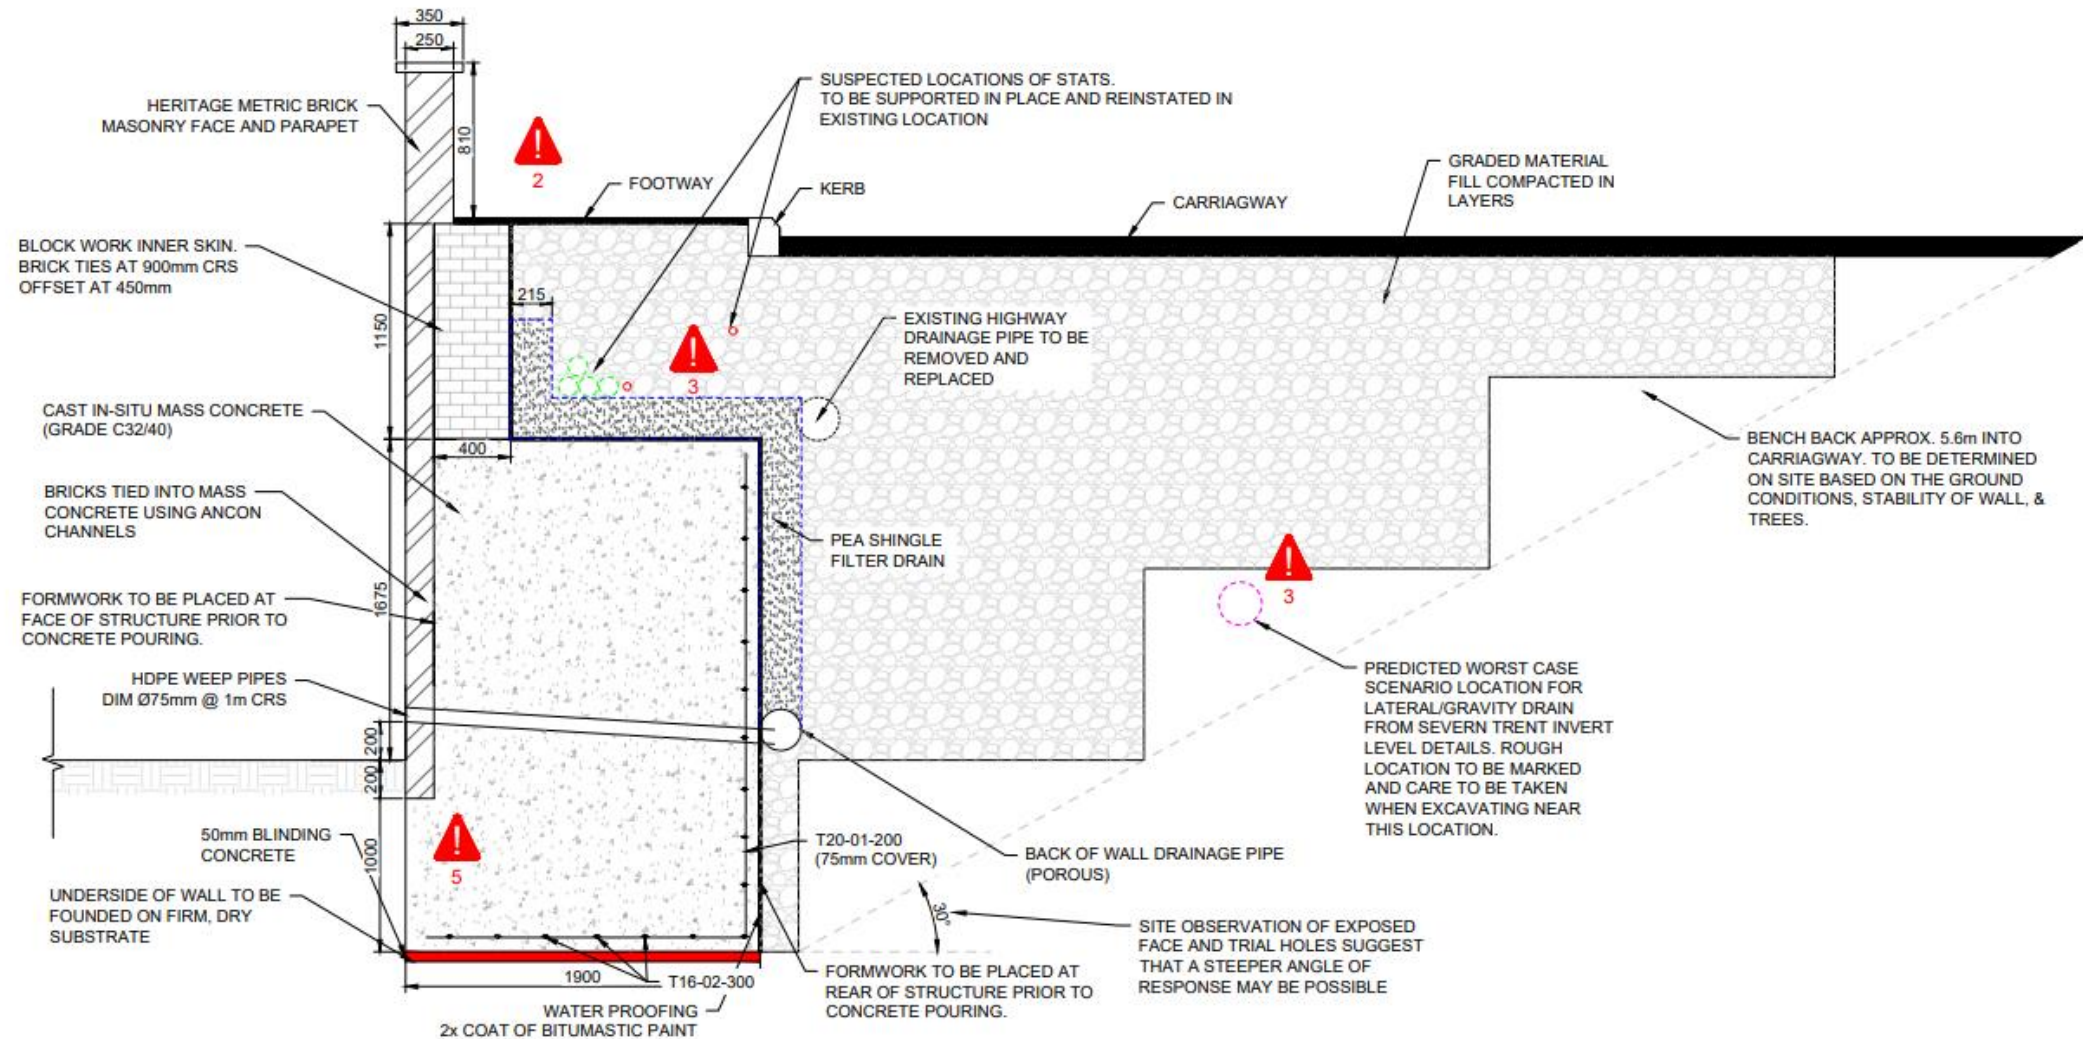 350
250
HERITAGE METRIC BRICK
MASONRY FACE AND PARAPET
810
2
SUSPECTED LOCATIONS OF STATS.
TO BE SUPPORTED IN PLACE AND REINSTATED IN
EXISTING LOCATION
FOOTWAY
KERB
CARRIAGWAY
GRADED MATERIAL
FILL COMPACTED IN
LAYERS
BLOCK WORK INNER SKIN.
BRICK TIES AT 900mm CRS
OFFSET AT 450mm
1150
215
3
EXISTING HIGHWAY
DRAINAGE PIPE TO BE
REMOVED AND
REPLACED
CAST IN-SITU MASS CONCRETE
(GRADE C32/40)
400
BENCH BACK APPROX. 5.6m INTO
CARRIAGWAY. TO BE DETERMINED
ON SITE BASED ON THE GROUND
CONDITIONS, STABILITY OF WALL, &
TREES.
BRICKS TIED INTO MASS
CONCRETE USING ANCON
CHANNELS
PEA SHINGLE
FILTER DRAIN
3
1675
FORMWORK TO BE PLACED AT
FACE OF STRUCTURE PRIOR TO
CONCRETE POURING.
HDPE WEEP PIPES
DIM Ø75mm @ 1m CRS
200
200
PREDICTED WORST CASE
SCENARIO LOCATION FOR
LATERAL/GRAVITY DRAIN
FROM SEVERN TRENT INVERT
LEVEL DETAILS. ROUGH
LOCATION TO BE MARKED
AND CARE TO BE TAKEN
WHEN EXCAVATING NEAR
THIS LOCATION.
50mm BLINDING
CONCRETE
1000
5
T20-01-200
(75mm COVER)
BACK OF WALL DRAINAGE PIPE
(POROUS)
UNDERSIDE OF WALL TO BE
FOUNDED ON FIRM, DRY
SUBSTRATE
30°
SITE OBSERVATION OF EXPOSED
FACE AND TRIAL HOLES SUGGEST
THAT A STEEPER ANGLE OF
RESPONSE MAY BE POSSIBLE
1900
T16-02-300
FORMWORK TO BE PLACED AT
REAR OF STRUCTURE PRIOR TO
CONCRETE POURING.
WATER PROOFING
2x COAT OF BITUMASTIC PAINT